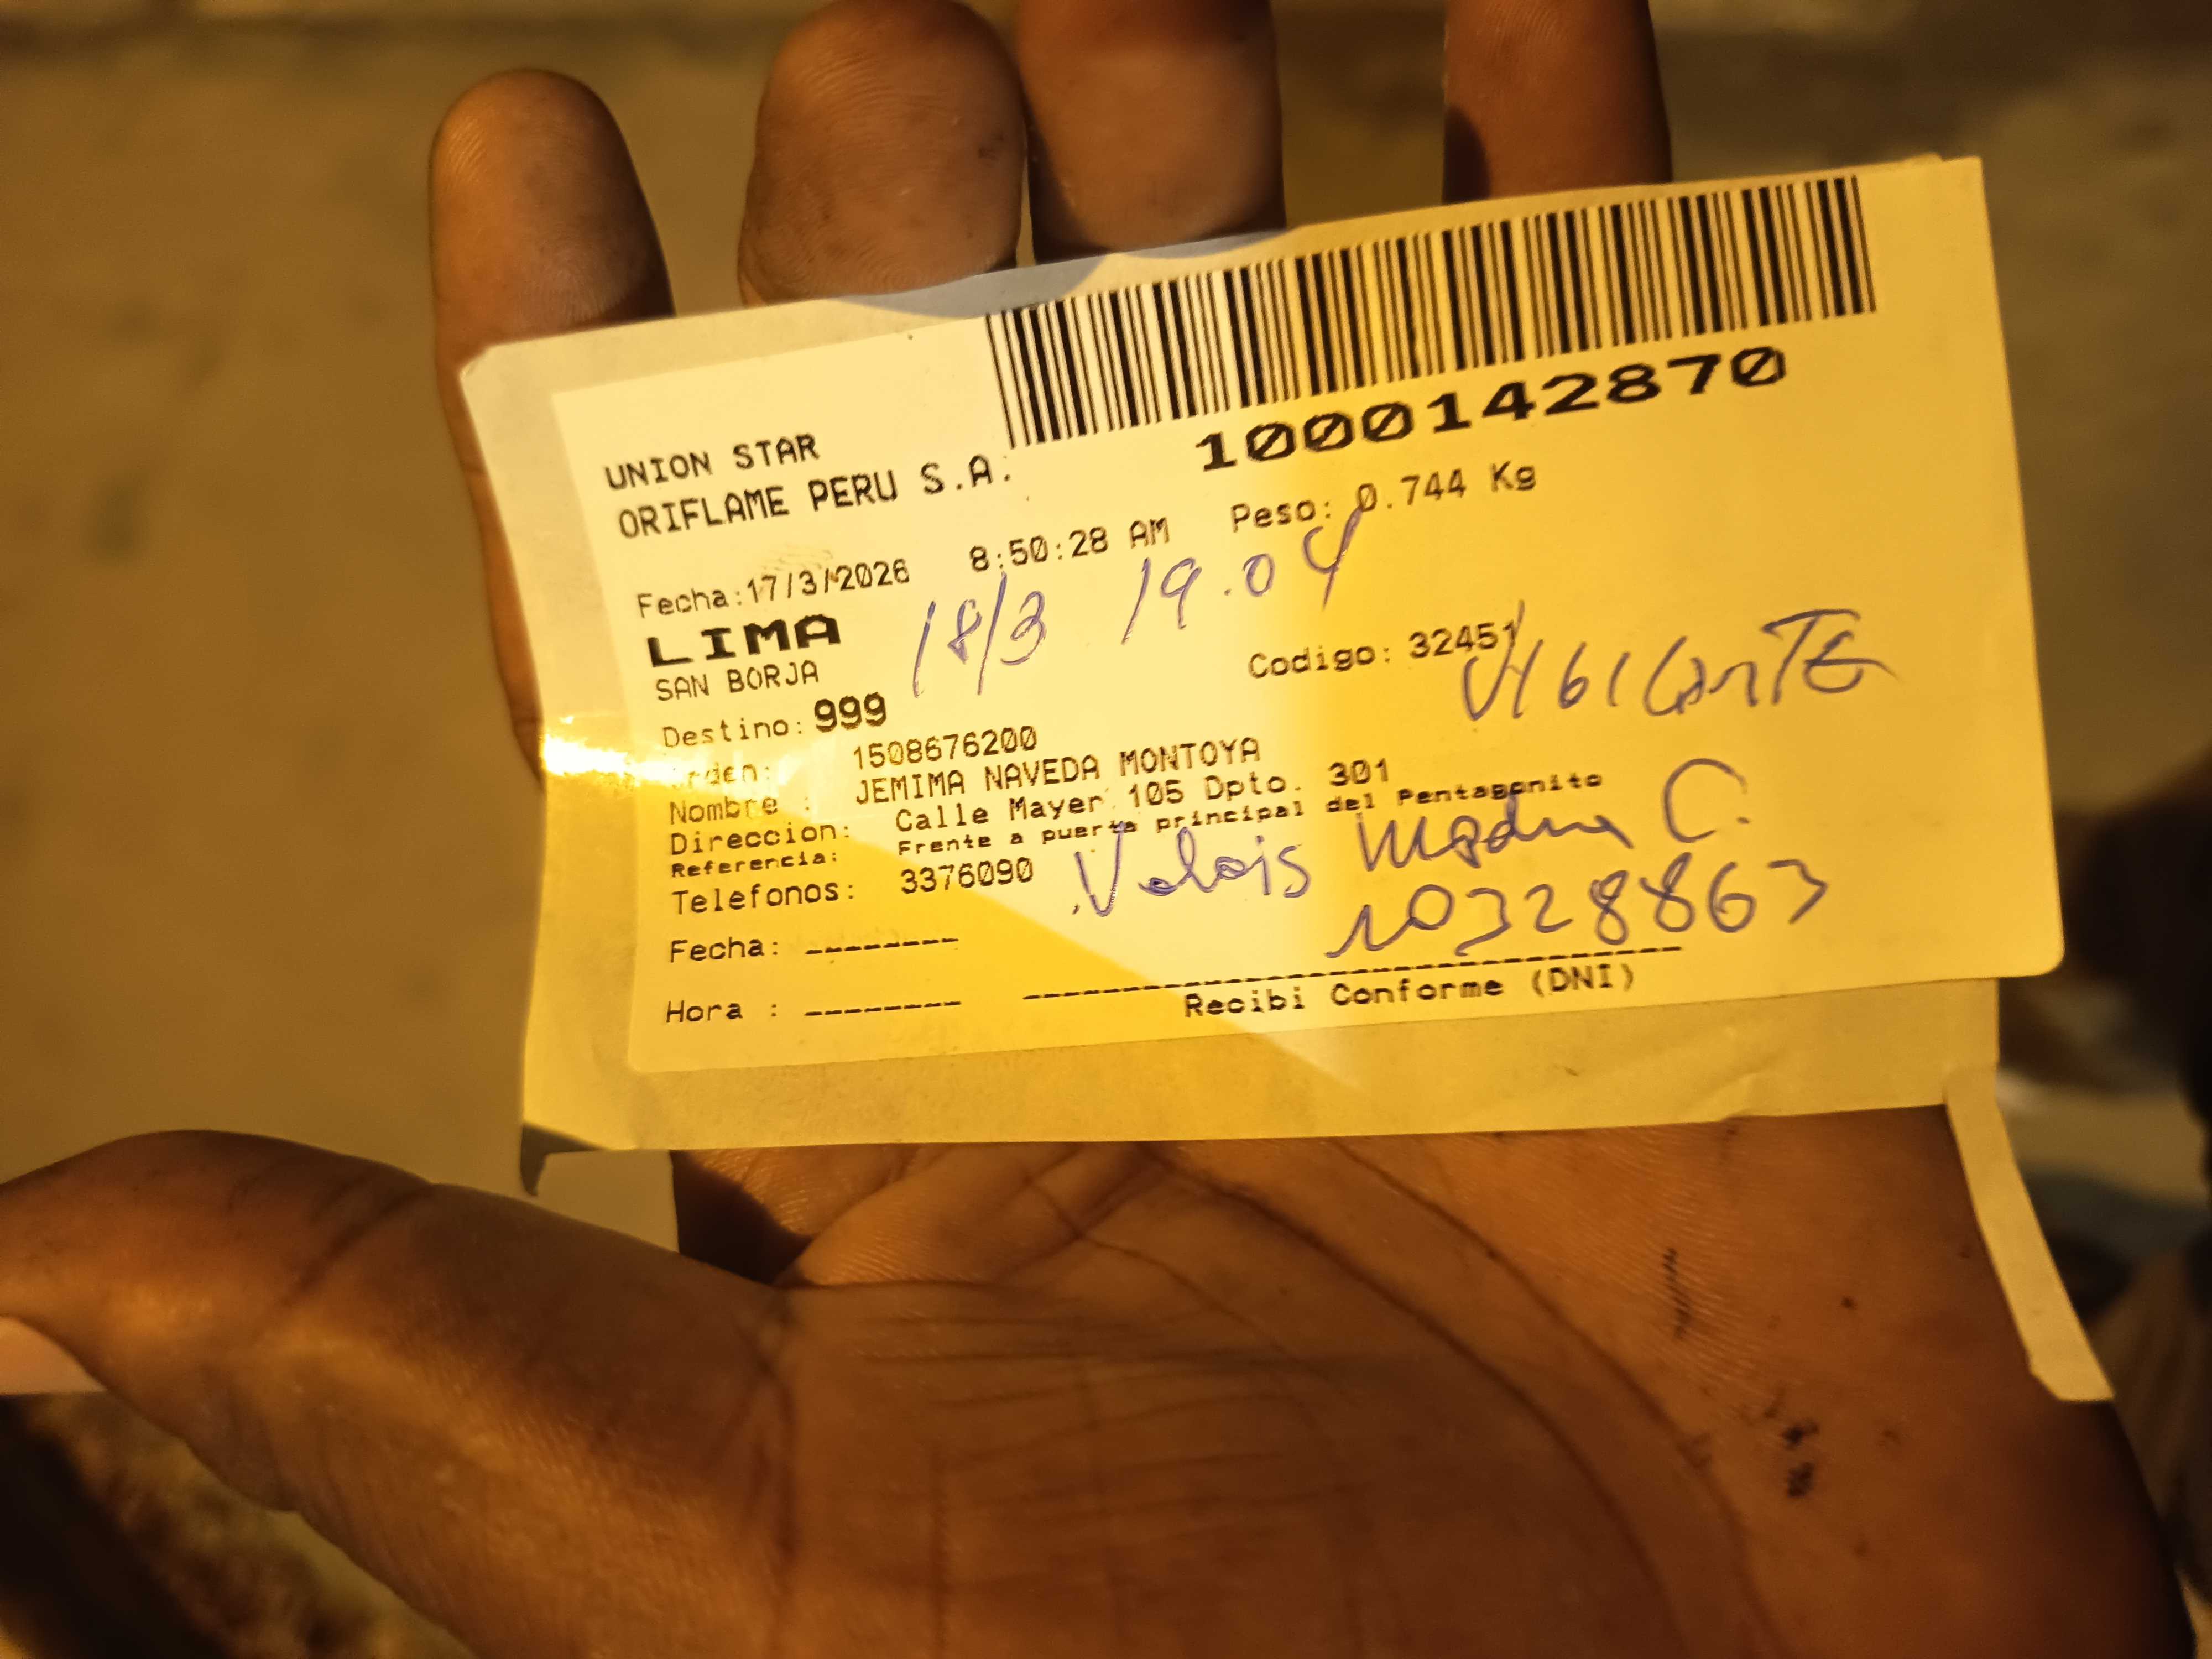 1000142870
UNION STAR
ORIFLAME PERU S.A.
Fecha:17/3/2026 8:50:28 AM Peso: 0.744 Kg
18/3 19.04
LIMA
SAN BORJA Codigo: 32451
VIGILANTE
Destino: 999
Orden: 1508676200
Nombre : JEMIMA NAVEDA MONTOYA
Direccion: Calle Mayer 105 Dpto. 301
Referencia: Frente a puerta principal del Pentagonito
Telefonos: 3376090
C.
10328863
Fecha: --------
Hora : --------
Recibi Conforme (DNI)